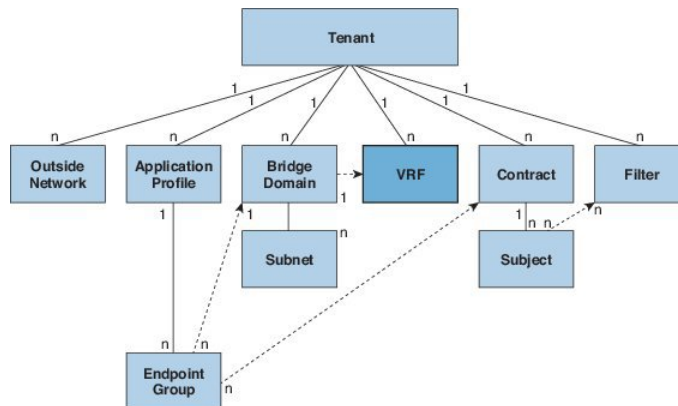 Tenant
1
1
1
1
1
1
n
n
n
n
n
n
Outside
Network
Application
Profile
Bridge
Domain
VRF
Contract
Filter
1
1
1
1
n
n
n
n
Subnet
Subject
n
n
n
Endpoint
Group